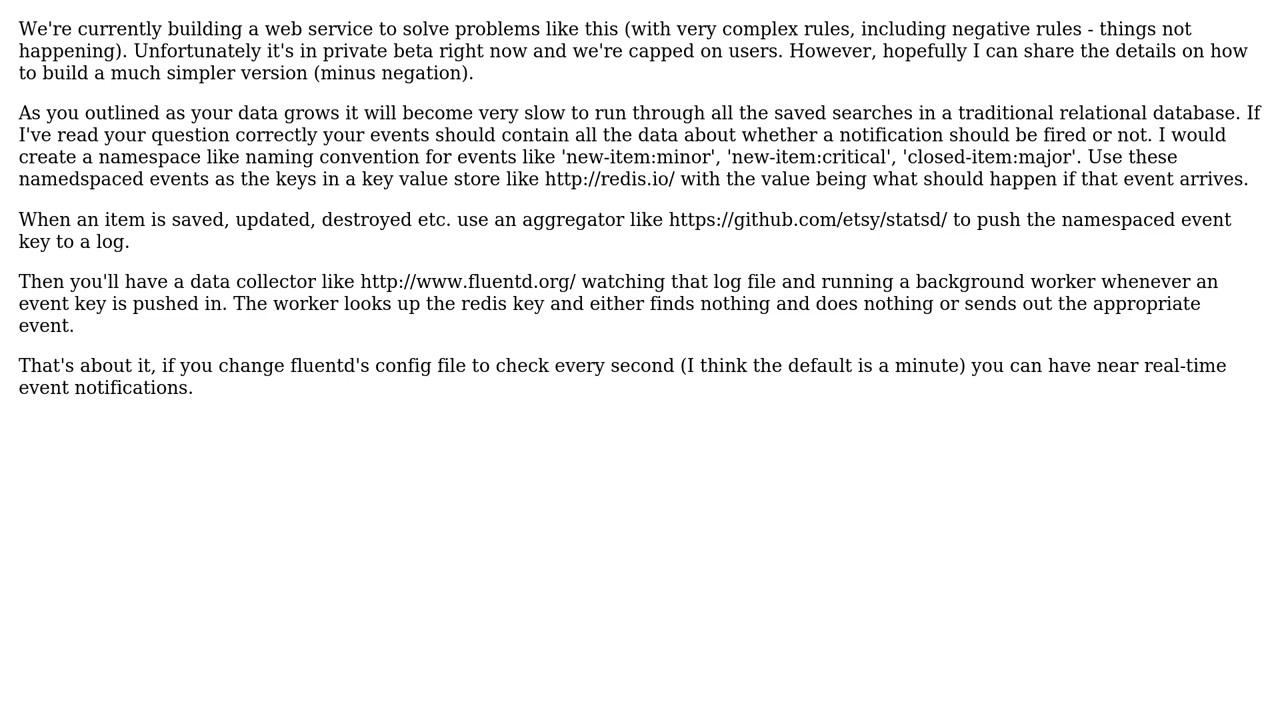 We're currently building a web service to solve problems like this (with very complex rules, including negative rules - things not
happening). Unfortunately it's in private beta right now and we're capped on users. However, hopefully I can share the details on how
to build a much simpler version (minus negation).
As you outlined as your data grows it will become very slow to run through all the saved searches in a traditional relational database. If
I've read your question correctly your events should contain all the data about whether a notification should be fired or not. I would
create a namespace like naming convention for events like 'new-item:minor', 'new-item:critical', 'closed-item:major'. Use these
namedspaced events as the keys in a key value store like http://redis.io/ with the value being what should happen if that event arrives.
When an item is saved, updated, destroyed etc. use an aggregator like https://github.com/etsy/statsd/ to push the namespaced event
key to a log.
Then you'll have a data collector like http://www.fluentd.org/ watching that log file and running a background worker whenever an
event key is pushed in. The worker looks up the redis key and either finds nothing and does nothing or sends out the appropriate
event.
That's about it, if you change fluentd's config file to check every second (I think the default is a minute) you can have near real-time
event notifications.